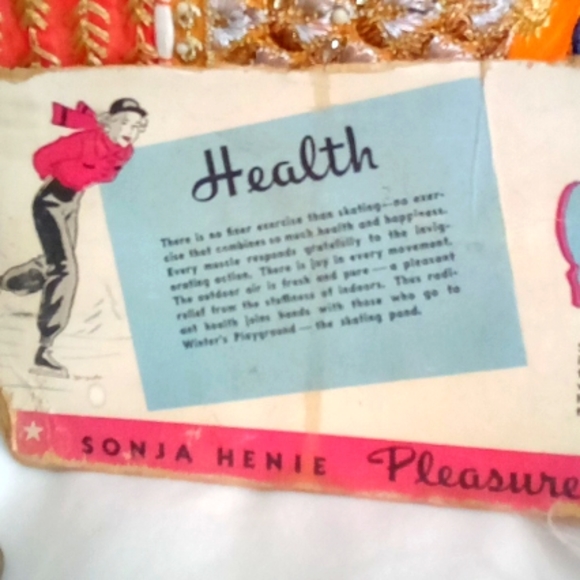 Health
There is no finer exercise than skating—no exer-
cise that combines so much health and happiness.
Every muscle responds gratefully to the invig-
orating action. There is joy in every movement.
The outdoor air is fresh and pure — a pleasant
relief from the stuffiness of indoors. Thus radi-
ant health joins hands with those who go to
Winter's Playground — the skating pond.
SONJA HENIE Pleasure